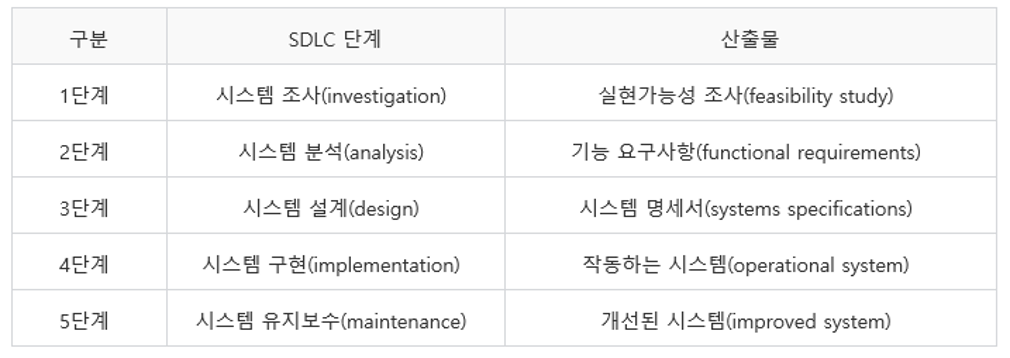 구분 SDLC 단계 산출물
1단계 시스템 조사(investigation) 실현가능성 조사(feasibility study)
2단계 시스템 분석(analysis) 기능 요구사항(functional requirements)
3단계 시스템 설계(design) 시스템 명세서(systems specifications)
4단계 시스템 구현(implementation) 작동하는 시스템(operational system)
5단계 시스템 유지보수(maintenance) 개선된 시스템(improved system)